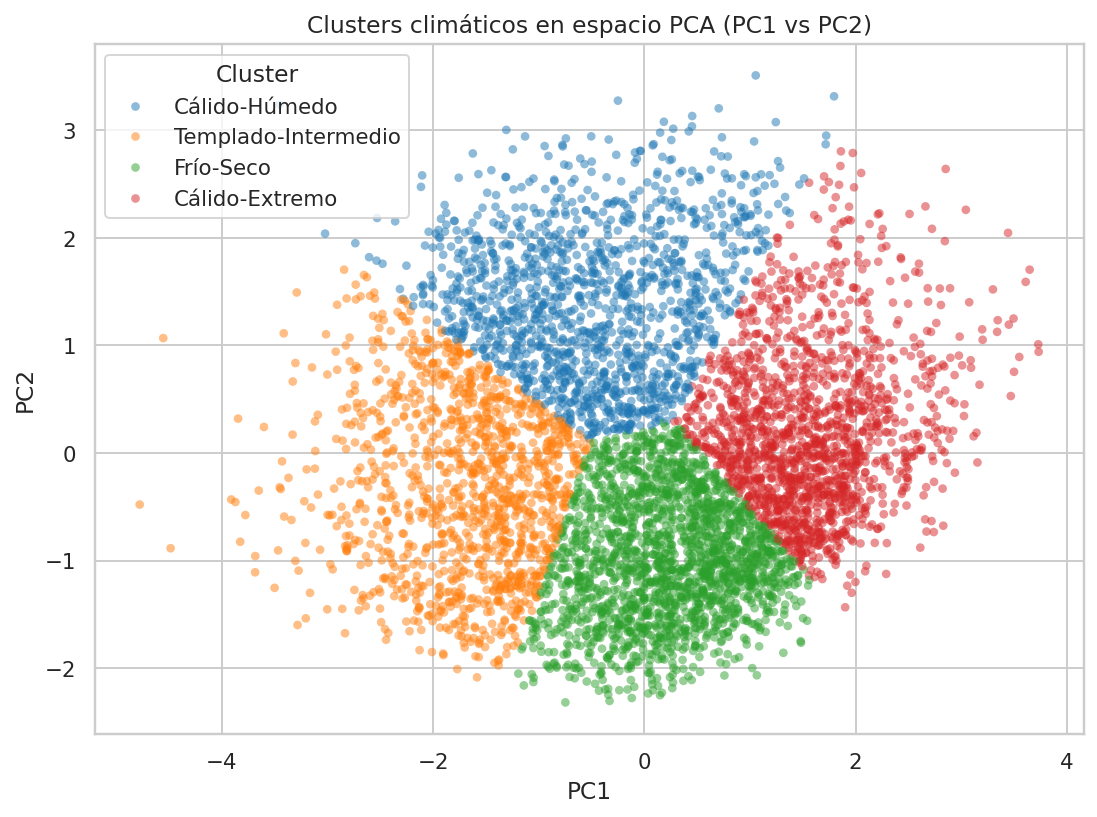 Clusters climáticos en espacio PCA (PC1 vs PC2)
Cluster
Cálido-Húmedo
Templado-Intermedio
Frío-Seco
Cálido-Extremo
3
2
1
0
−1
−2
PC2
−4
−2
0
2
4
PC1